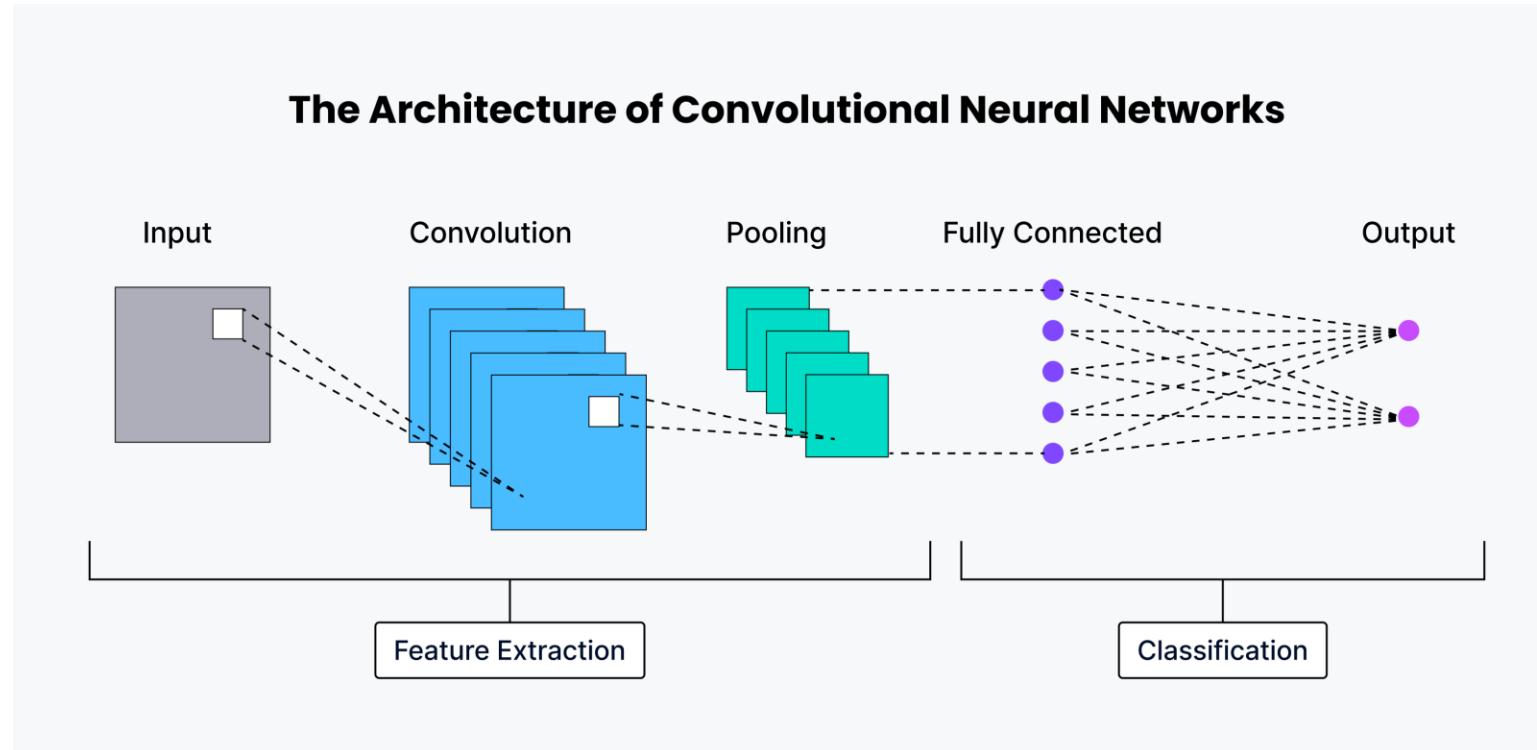 The Architecture of Convolutional Neural Networks
Input
Convolution
Pooling
Fully Connected
Output
Feature Extraction
Classification